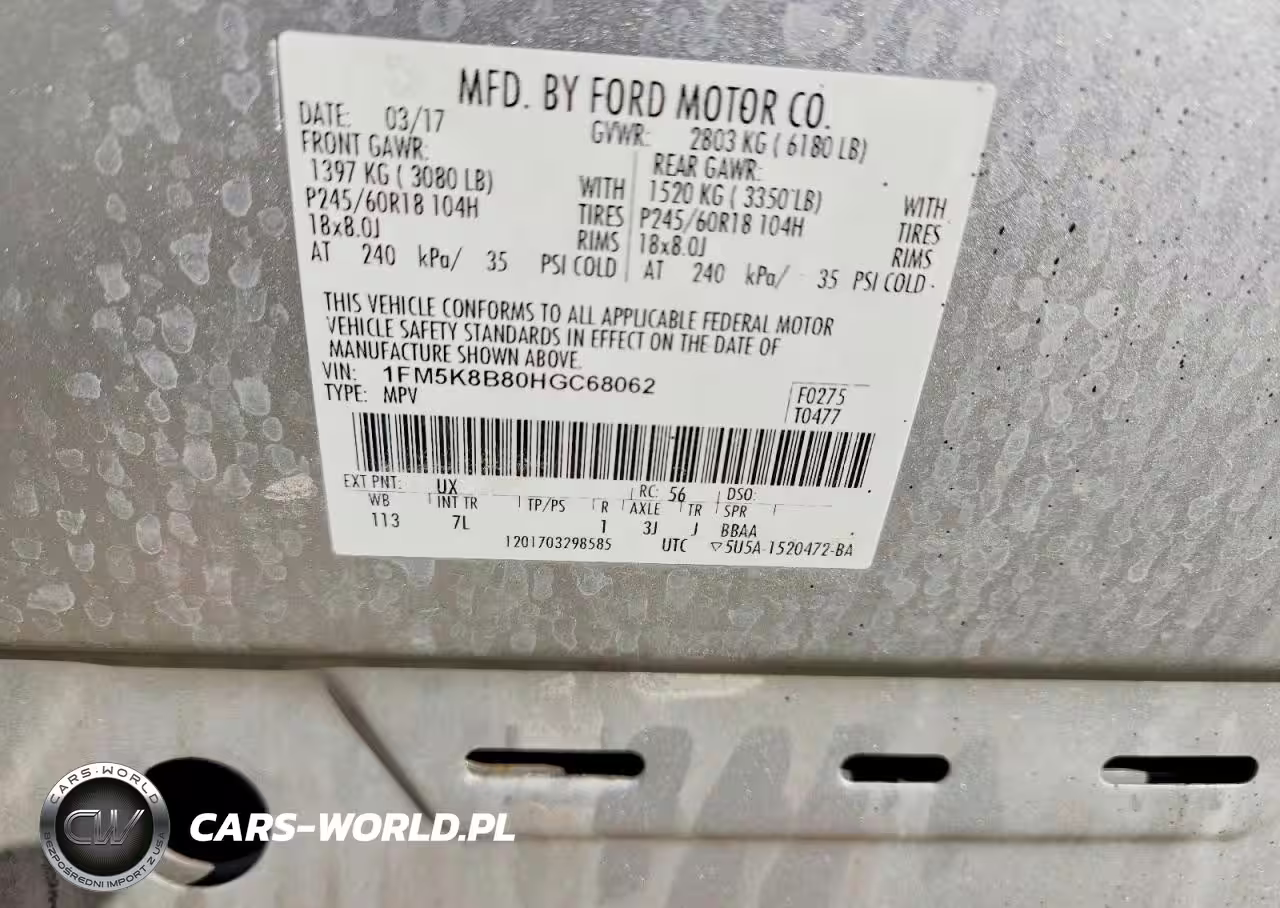 MFD. BY FORD MOTOR CO.
DATE: 03/17 GVWR: 2803 KG ( 6180 LB)
FRONT GAWR: REAR GAWR:
1397 KG ( 3080 LB) WITH 1520 KG ( 3350 LB) WITH
P245/60R18 104H TIRES P245/60R18 104H TIRES
18x8.0J RIMS 18x8.0J RIMS
AT 240 kPa/ 35 PSI COLD AT 240 kPa/ 35 PSI COLD
THIS VEHICLE CONFORMS TO ALL APPLICABLE FEDERAL MOTOR
VEHICLE SAFETY STANDARDS IN EFFECT ON THE DATE OF
MANUFACTURE SHOWN ABOVE.
VIN: 1FM5K8B80HGC68062
TYPE: MPV
F0275
T0477
EXT PNT: UX RC: 56 DSO:
WB INT TR TP/PS R AXLE TR SPR
113 7L 1 3J J BBAA
1201703298585 UTC ▽5U5A-1520472-BA
CARS-WORLD
CW
BEZPOŚREDNI IMPORT Z USA
CARS-WORLD.PL